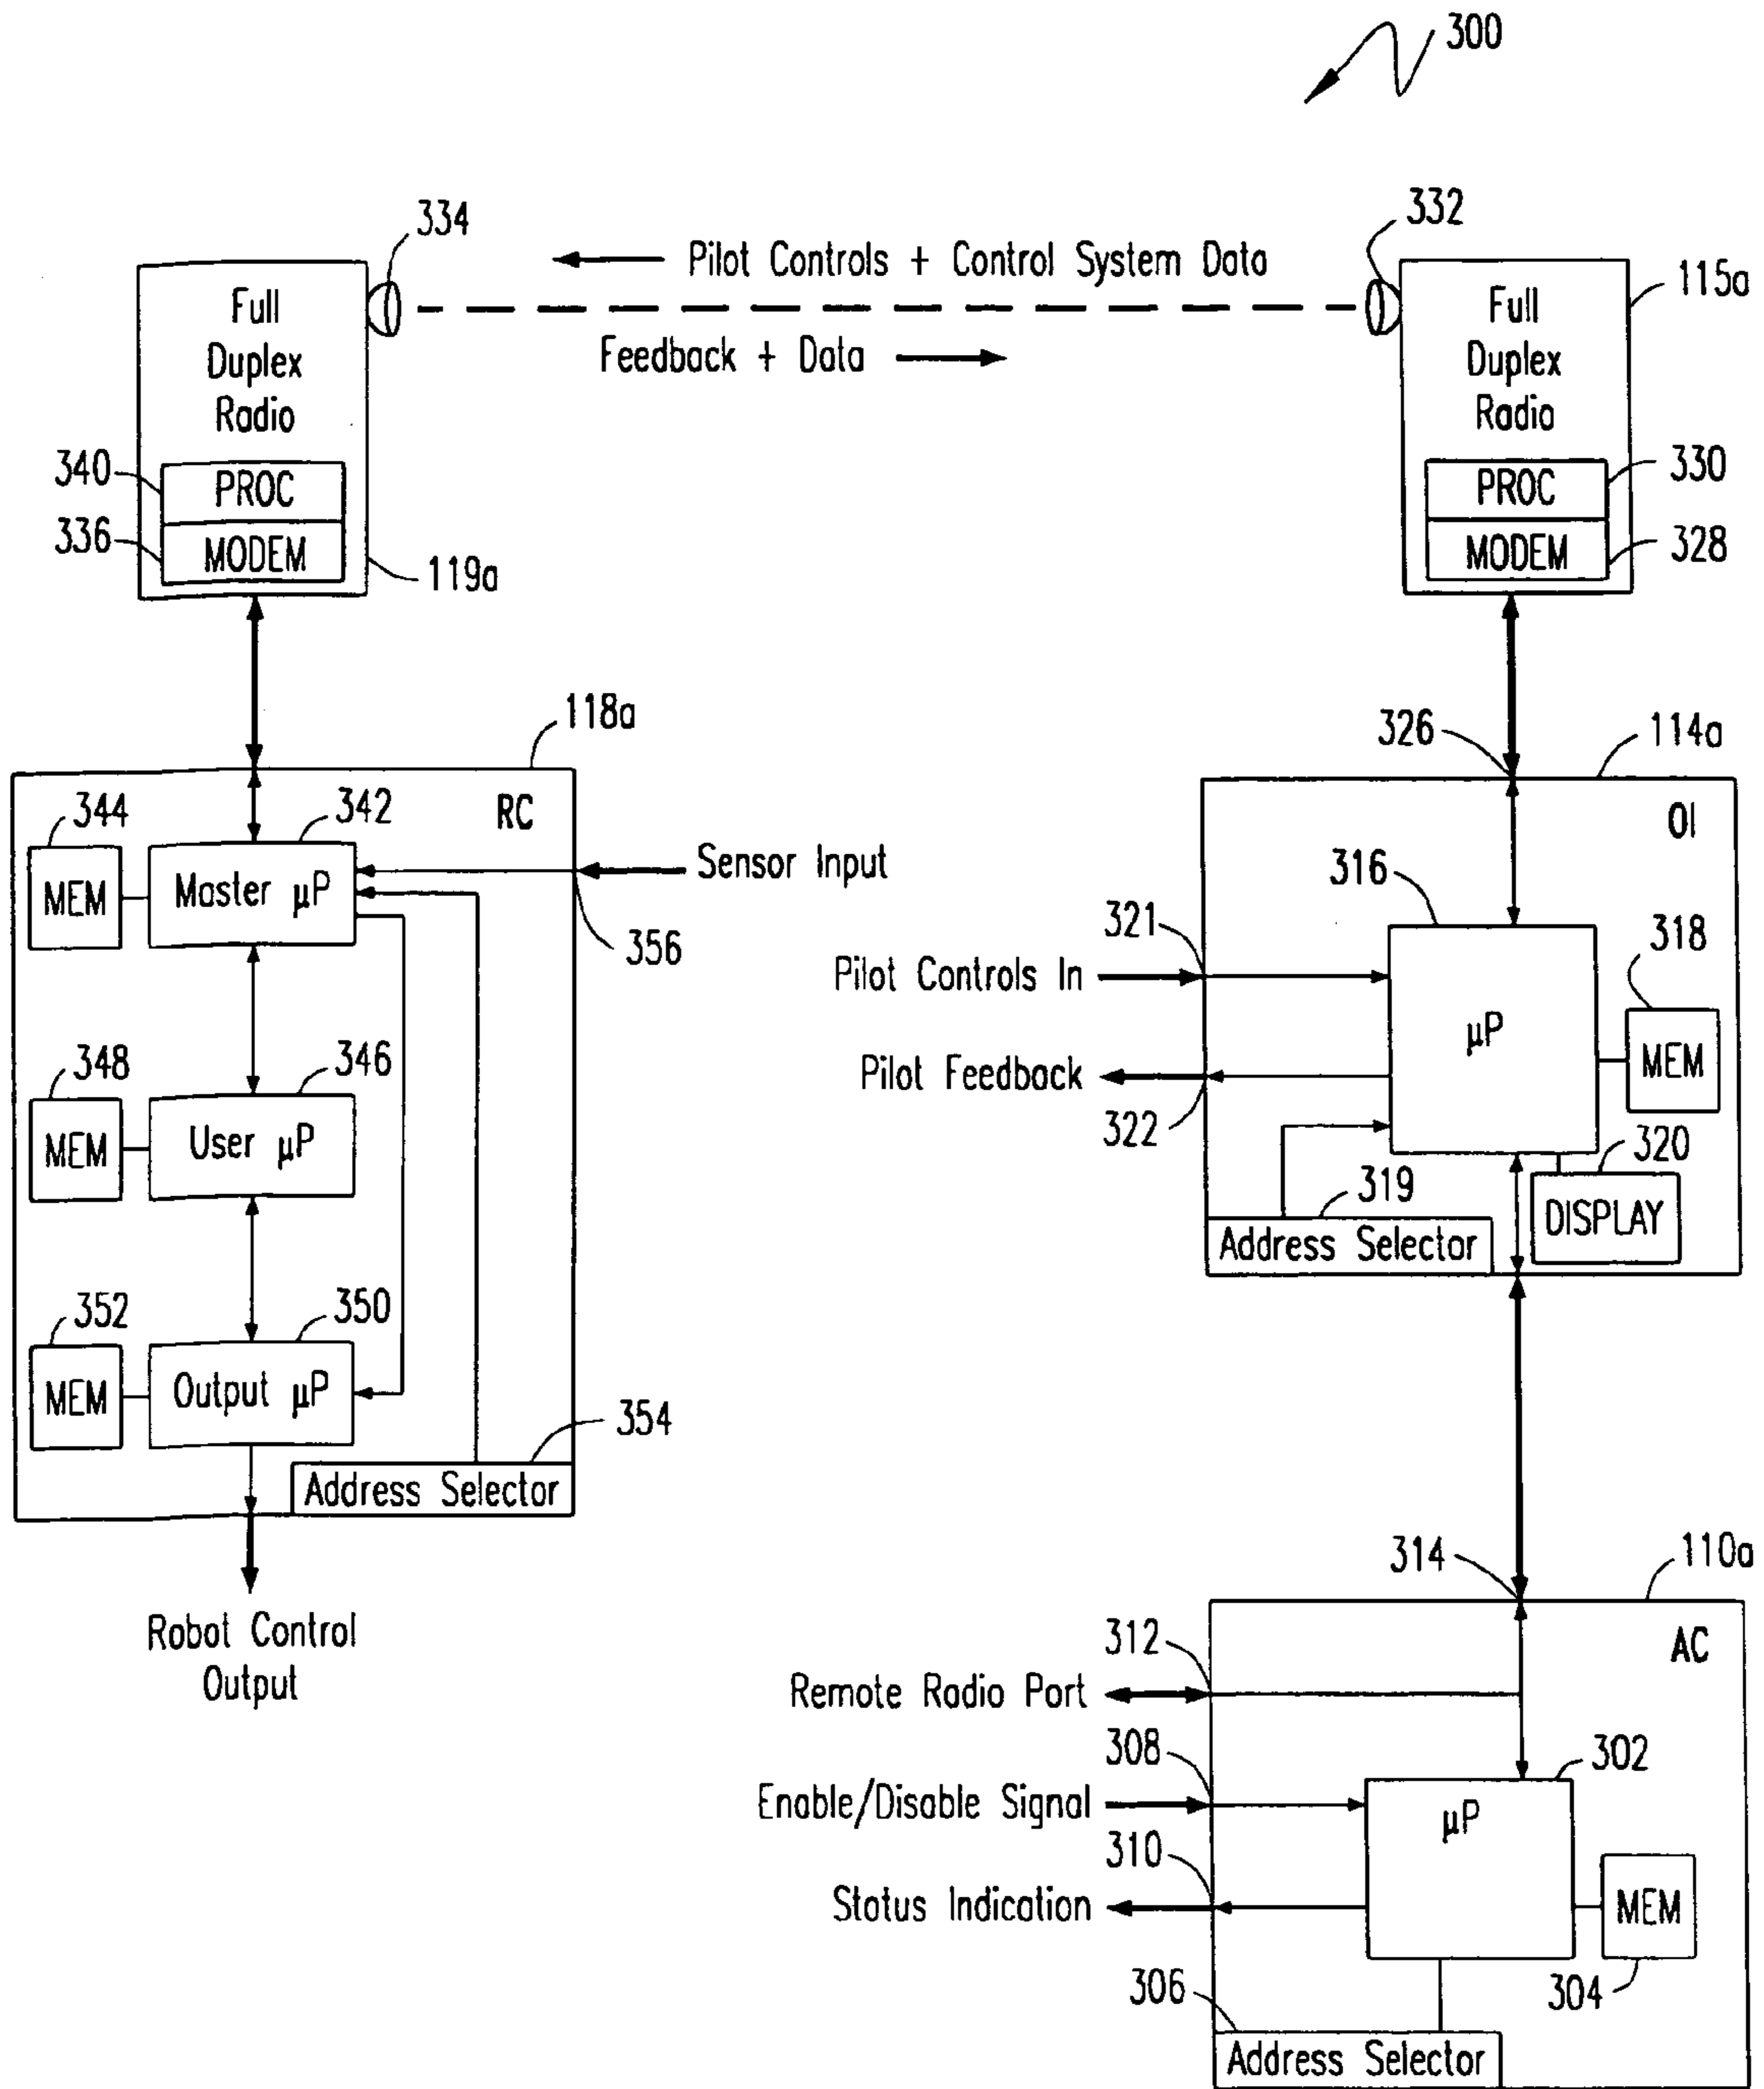 300
334
332
Pilot Controls + Control System Data
115a
Full
Duplex
Radio
Full
Duplex
Radio
Feedback + Data
340
PROC
330
PROC
336
MODEM
119a
MODEM
328
118a
326
114a
344
342
RC
OI
MEM
Master μP
Sensor Input
316
356
321
318
Pilot Controls In
μP
348
346
Pilot Feedback
MEM
MEM
User μP
322
320
319
DISPLAY
Address Selector
352
350
MEM
Output μP
354
Address Selector
314
110a
Robot Control
Output
312
AC
Remote Radio Port
308
302
Enable/Disable Signal
μP
310
Status Indication
MEM
306
304
Address Selector